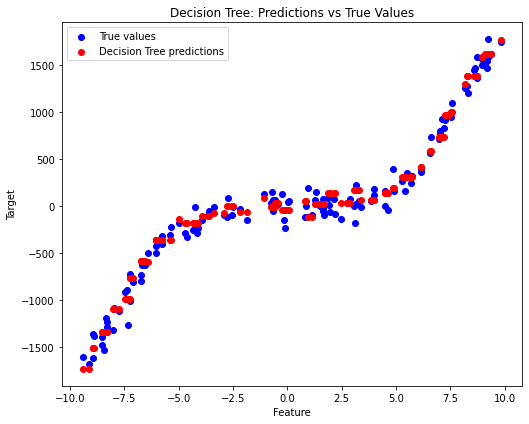 Decision Tree: Predictions vs True Values
True values
Decision Tree predictions
Target
1500
1000
500
0
−500
−1000
−1500
−10.0 −7.5 −5.0 −2.5 0.0 2.5 5.0 7.5 10.0
Feature